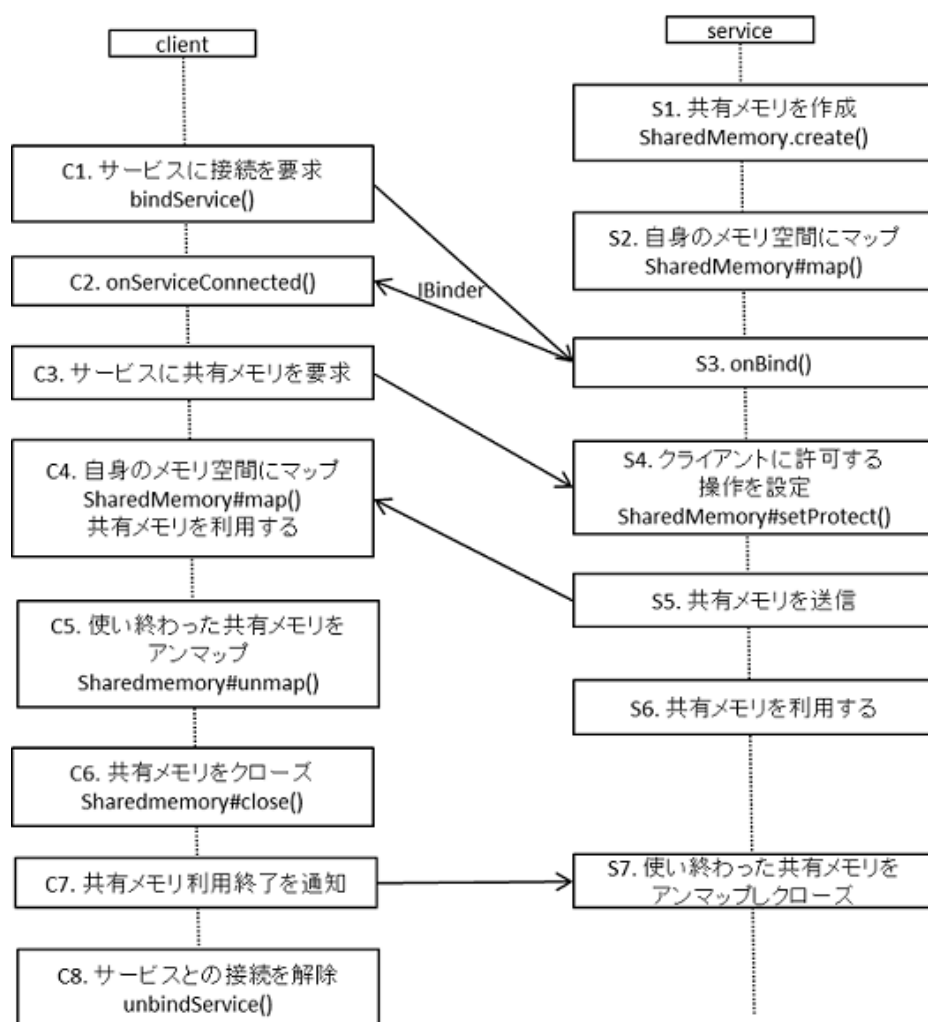 client
C1. サービスに接続を要求
bindService()
C2. onServiceConnected()
C3. サービスに共有メモリを要求
C4. 自身のメモリ空間にマップ
SharedMemory#map()
共有メモリを利用する
C5. 使い終わった共有メモリを
アンマップ
Sharedmemory#unmap()
C6. 共有メモリをクローズ
Sharedmemory#close()
C7. 共有メモリ利用終了を通知
C8. サービスとの接続を解除
unbindService()
IBinder
service
S1. 共有メモリを作成
SharedMemory.create()
S2. 自身のメモリ空間にマップ
SharedMemory#map()
S3. onBind()
S4. クライアントに許可する
操作を設定
SharedMemory#setProtect()
S5. 共有メモリを送信
S6. 共有メモリを利用する
S7. 使い終わった共有メモリを
アンマップしクローズ